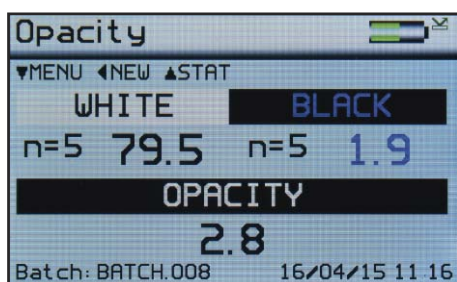 Opacity
▼MENU ◀NEW ▲STAT
WHITE BLACK
n=5 79.5 n=5 1.9
OPACITY
2.8
Batch: BATCH.008 16/04/15 11:16